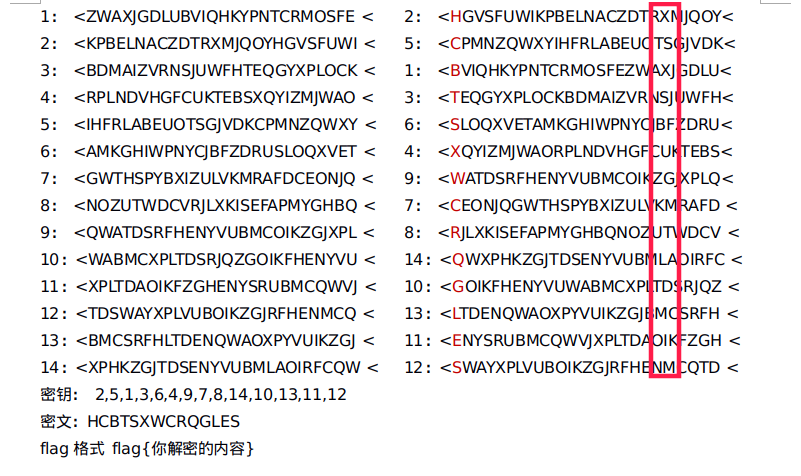 1: <ZWAXJGDLUBVIQHKYPNTCRMOSFE <
2: <KPBELNACZDTRXMJQOYHGVSFUWI <
3: <BDMAIZVRNSJUWFHTEQGYXPLOCK <
4: <RPLNDVHGFCUKTEBSXQYIZMJWAO <
5: <IHFRLABEUOTSGJVDKCPMNZQWXY <
6: <AMKGHIWPNYCJBFZDRUSLOQXVET <
7: <GWTHSPYBXIZULVKMRAFDCEONJQ <
8: <NOZUTWDCVRJLXKISEFAPMYGHBQ <
9: <QWATDSRFHENYVUBMCOIKZGJXPL <
10: <WABMCXPLTDSRJQZGOIKFHENYVU <
11: <XPLTDAOIKFZGHENYSRUBMCQWVJ <
12: <TDSWAYXPLVUBOIKZGJRFHENMCQ <
13: <BMCSRFHLTDENQWAOXPYVUIKZGJ <
14: <XPHKZGJTDSENYVUBMLAOIRFCQW <
密钥: 2,5,1,3,6,4,9,7,8,14,10,13,11,12
密文: HCBTSXWCRQGLES
flag 格式 flag{你解密的内容}
2: <HGVSFUWIKPBELNACZDTRXMJQOY<
5: <CPMNZQWXYIHFRLABEUOTSGJVDK<
1: <BVIQHKYPNTCRMOSFEZWAXJGDLU<
3: <TEQGYXPLOCKBDMAIZVRNSJUWFH<
6: <SLOQXVETAMKGHIWPNYCJBFZDRU<
4: <XQYIZMJWAORPLNDVHGFCUKTEBS<
9: <WATDSRFHENYVUBMCOIKZGJXPLQ<
7: <CEONJQGWTHSPYBXIZULVKMRAFD <
8: <RJLXKISEFAPMYGHBQNOZUTWDCV <
14: <QWXPHKZGJTDSENYVUBMLAOIRFC <
10: <GOIKFHENYVUWABMCXPLTDSRJQZ <
13: <LTDENQWAOXPYVUIKZGJBMCSRFH <
11: <ENYSRUBMCQWVJXPLTDAOIKFZGH <
12: <SWAYXPLVUBOIKZGJRFHENMCQTD <